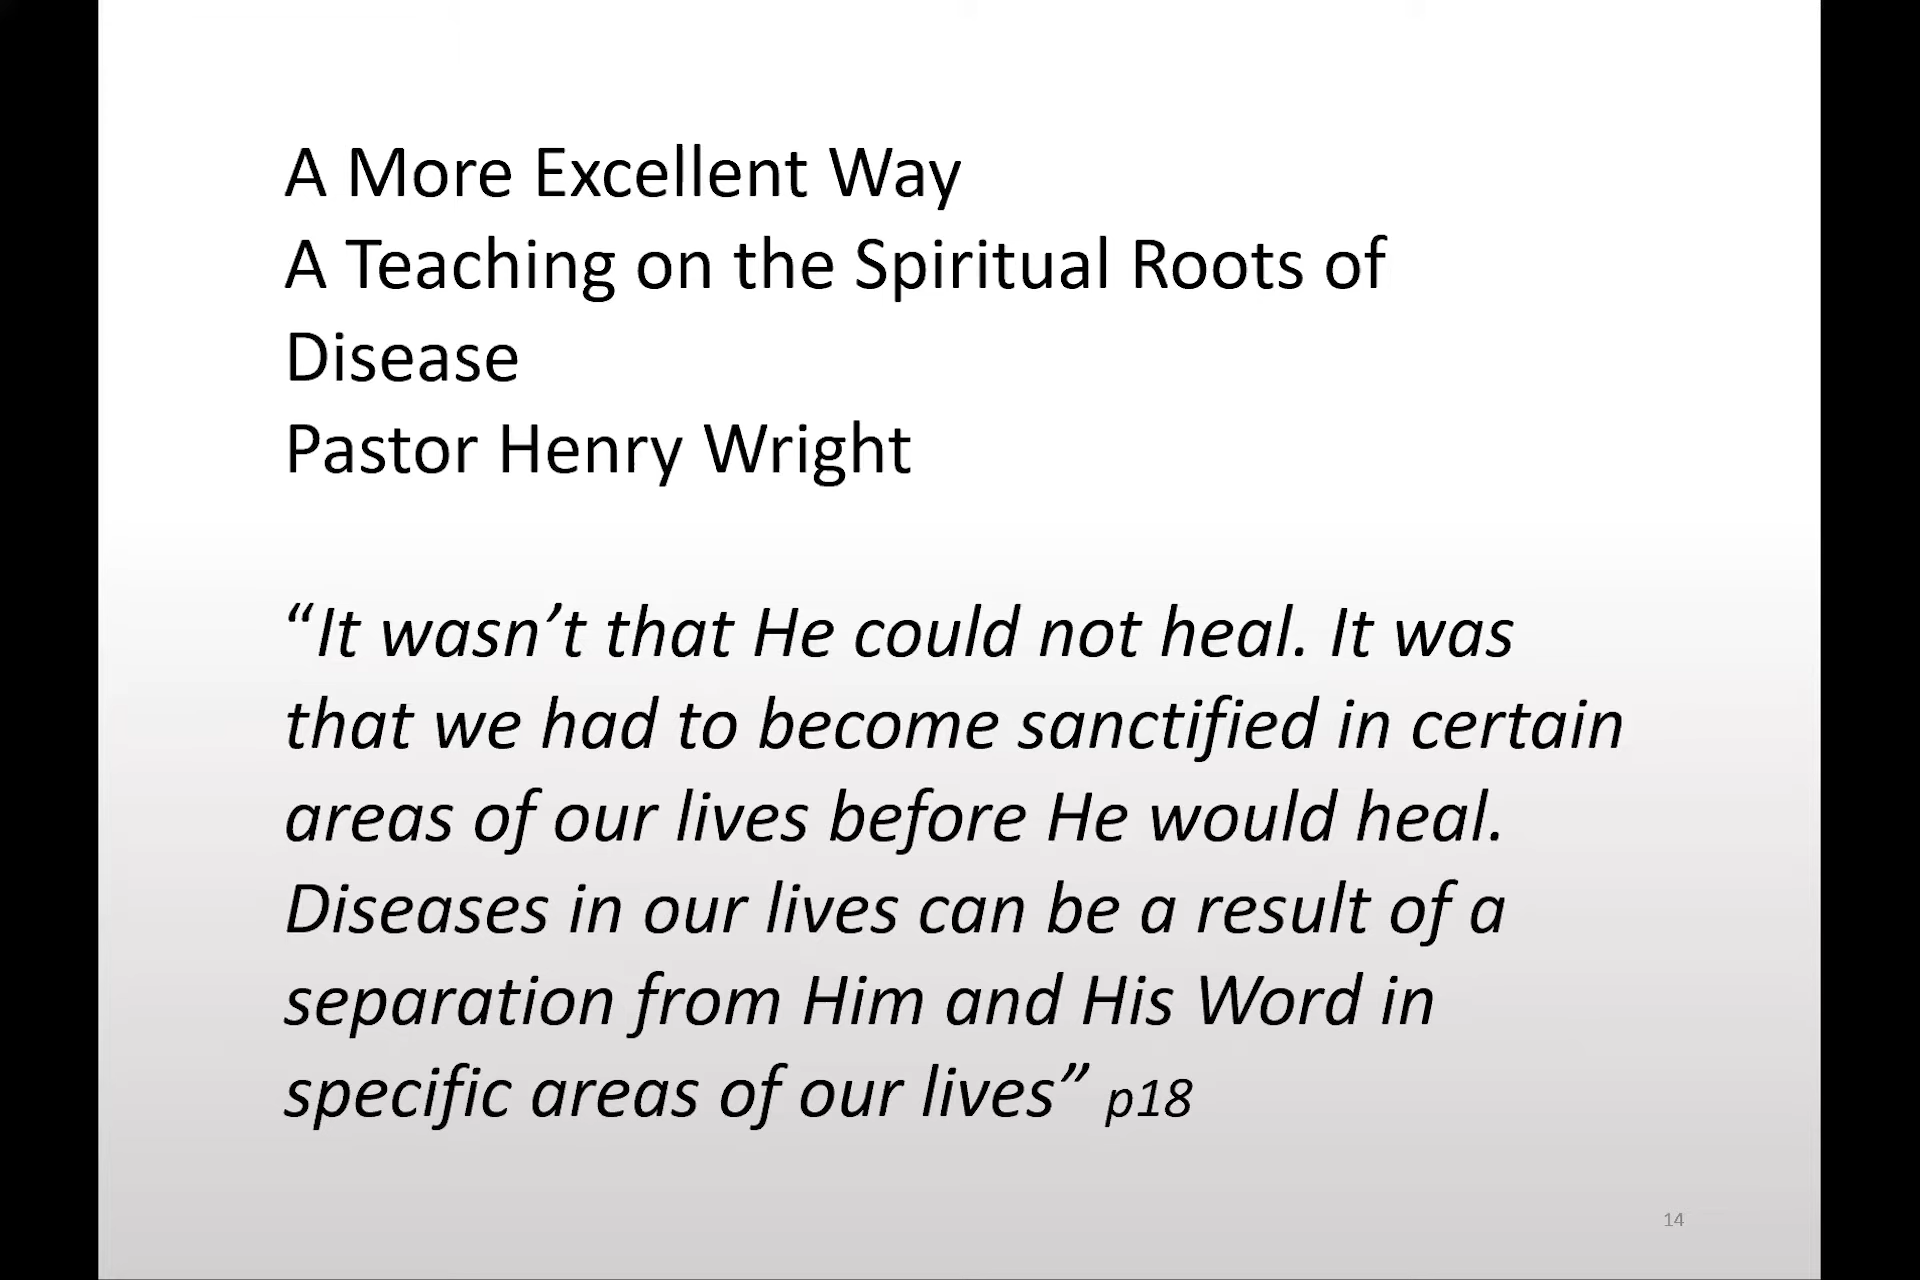 A More Excellent Way
A Teaching on the Spiritual Roots of
Disease
Pastor Henry Wright
“It wasn’t that He could not heal. It was
that we had to become sanctified in certain
areas of our lives before He would heal.
Diseases in our lives can be a result of a
separation from Him and His Word in
specific areas of our lives” p18
14